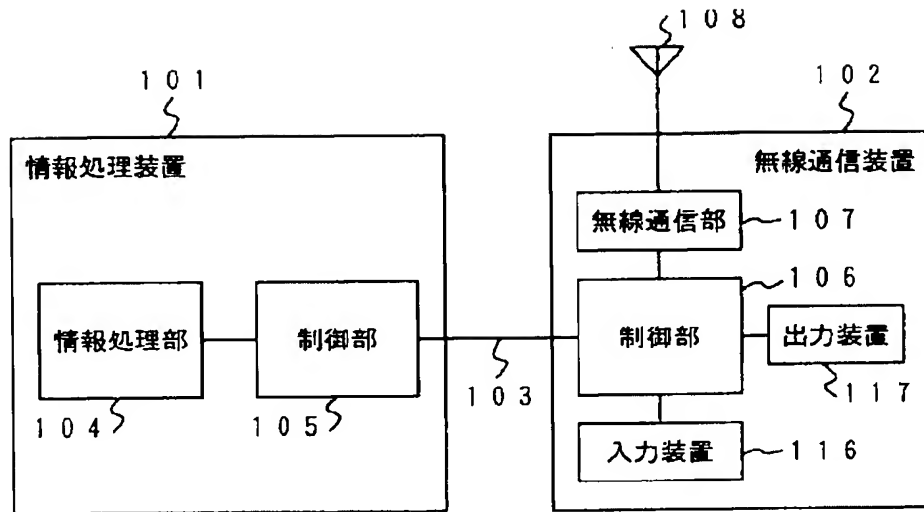 １０８
１０１
１０２
情報処理装置
無線通信装置
無線通信部
１０７
１０６
情報処理部
制御部
制御部
出力装置
１０３
１１７
１０４
１０５
入力装置
１１６